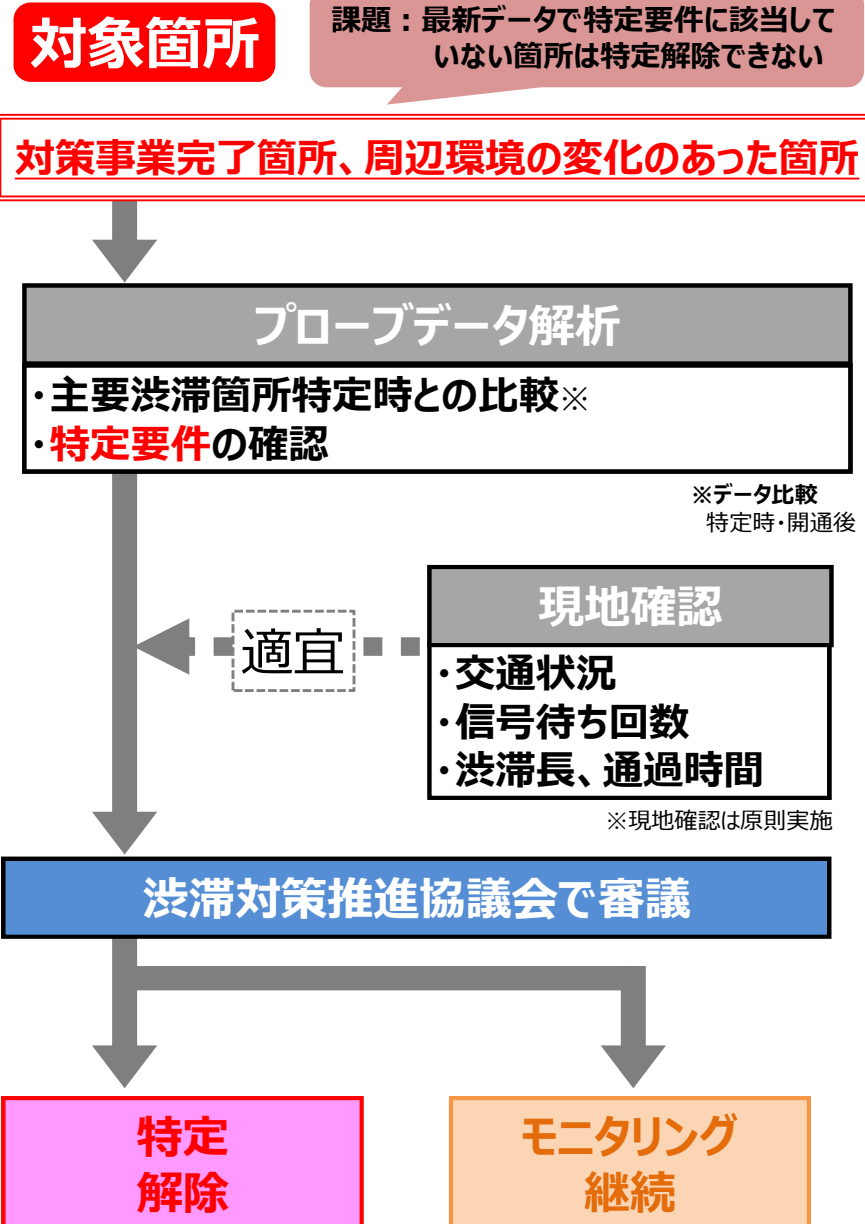 対象箇所
課題：最新データで特定要件に該当して
いない箇所は特定解除できない
対策事業完了箇所、周辺環境の変化のあった箇所
プローブデータ解析
・主要渋滞箇所特定時との比較※
・特定要件の確認
※データ比較
特定時・開通後
現地確認
適宜
・交通状況
・信号待ち回数
・渋滞長、通過時間
※現地確認は原則実施
渋滞対策推進協議会で審議
特定
解除
モニタリング
継続